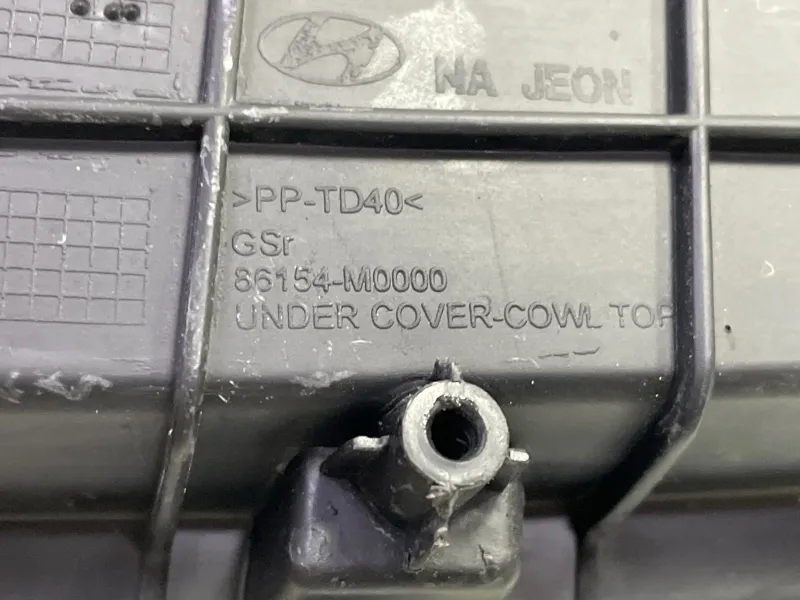 NA JEON
>PP-TD40<
GSr
86154-M0000
UNDER COVER-COWL TOP